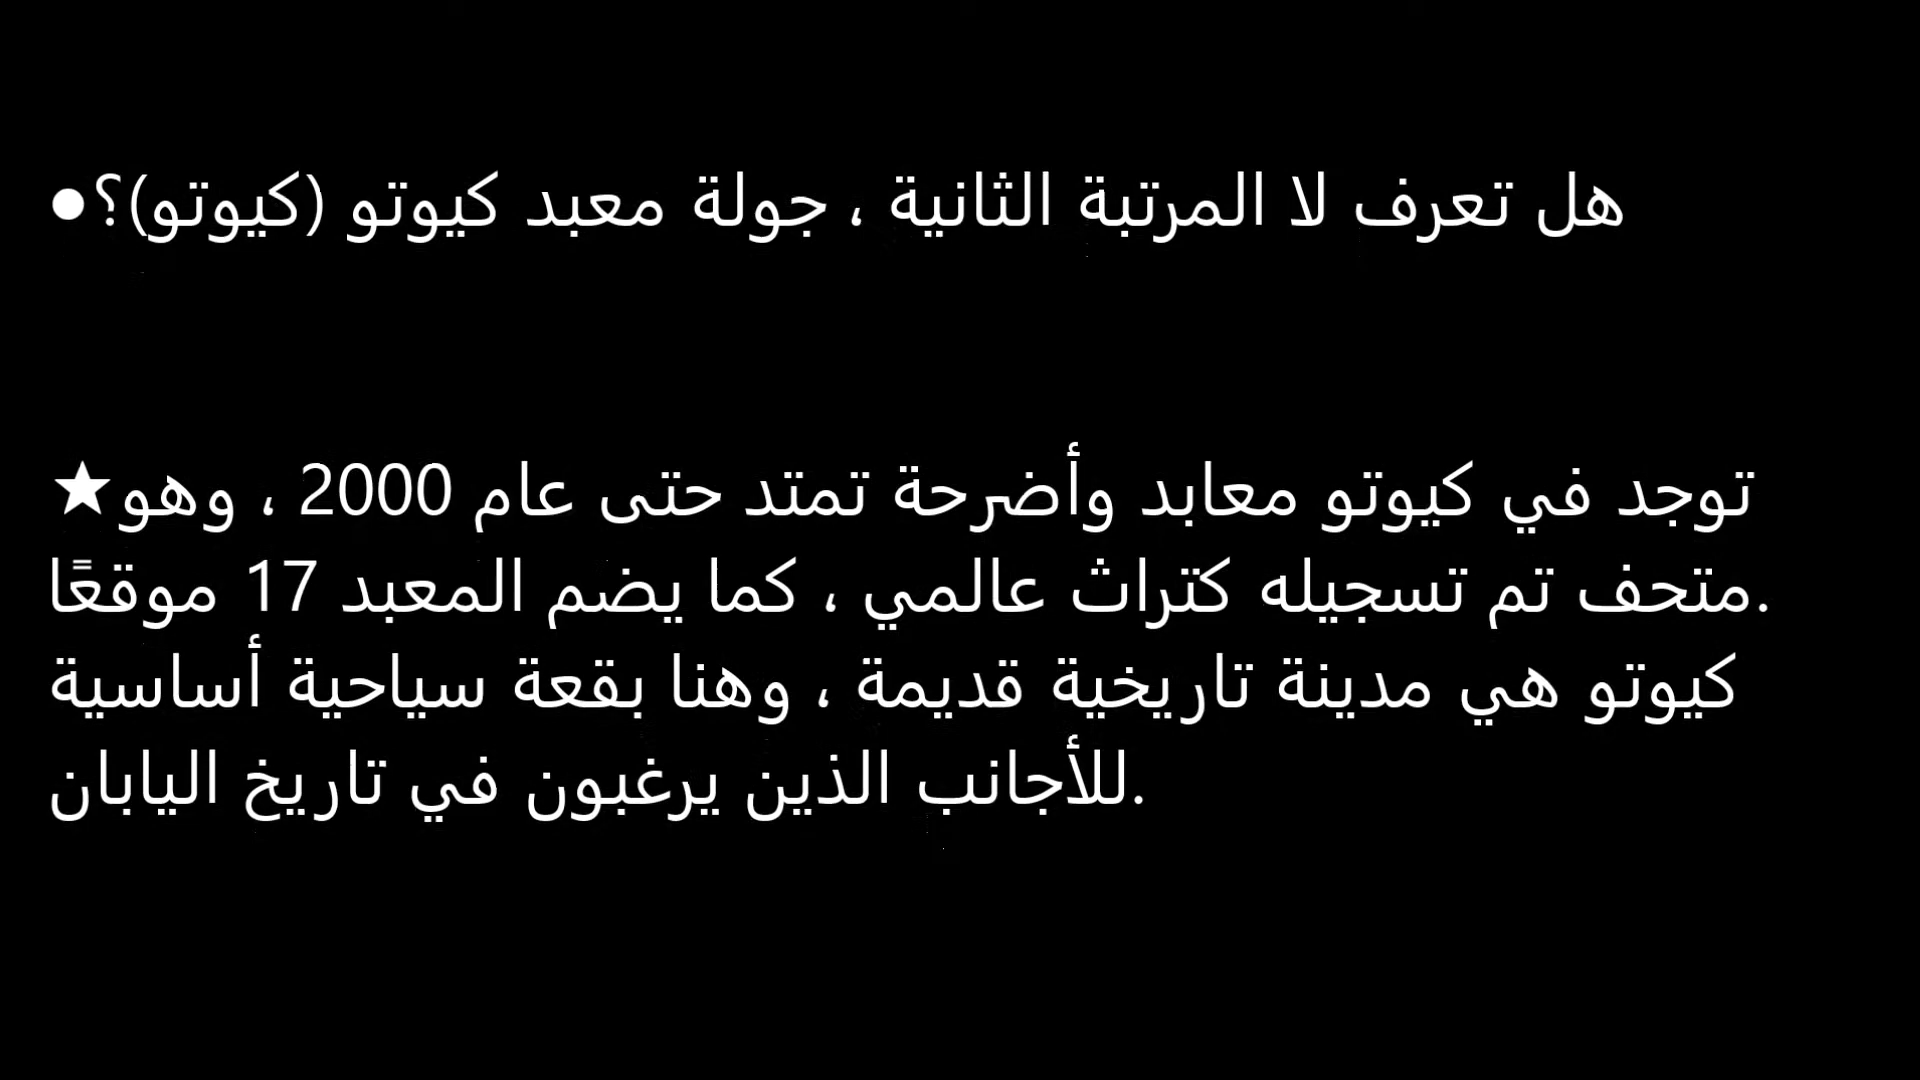 ●هل تعرف لا المرتبة الثانية ، جولة معبد كيوتو (كيوتو)؟
★توجد في كيوتو معابد وأضرحة تمتد حتى عام 2000 ، وهو
متحف تم تسجيله كتراث عالمي ، كما يضم المعبد 17 موقعًا.
كيوتو هي مدينة تاريخية قديمة ، وهنا بقعة سياحية أساسية
للأجانب الذين يرغبون في تاريخ اليابان.